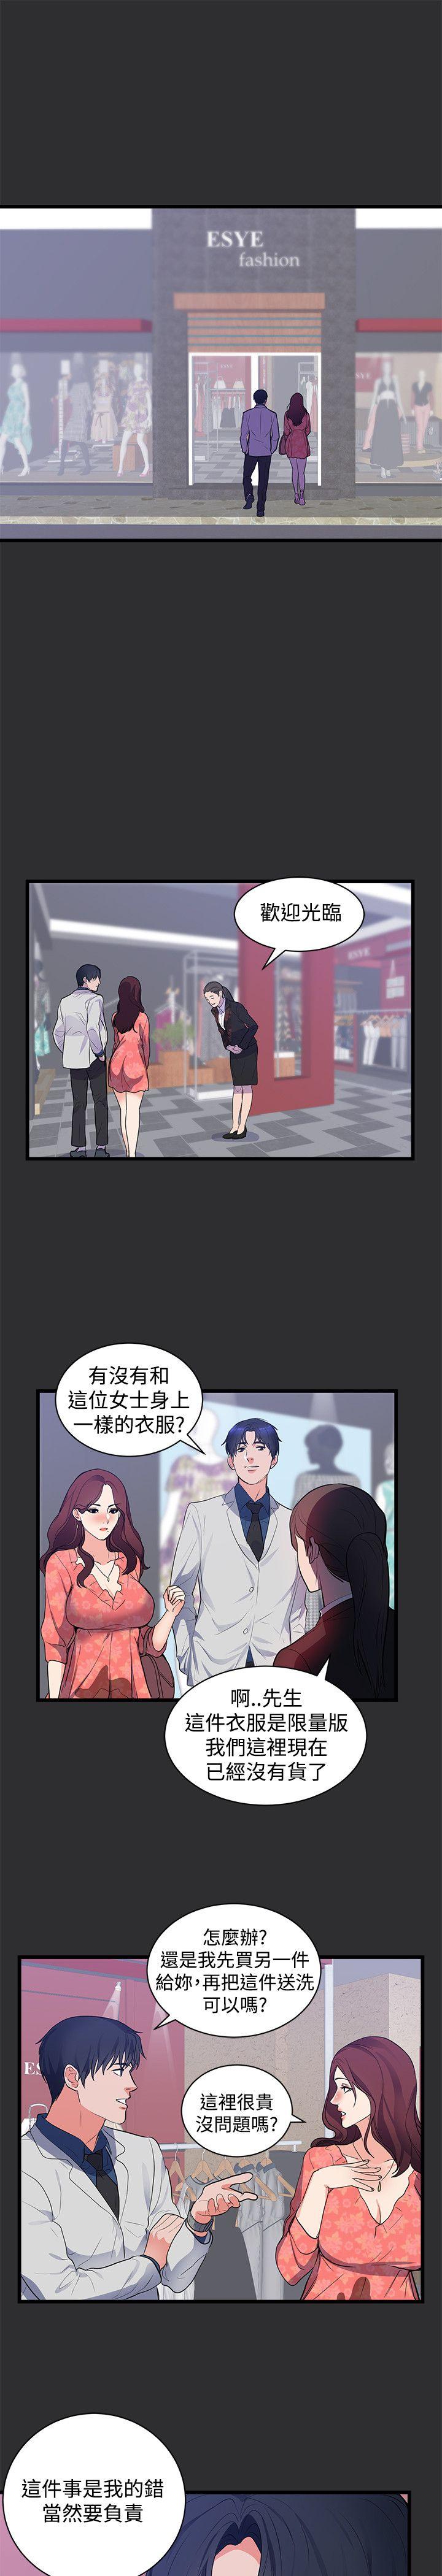 ESYE
fashion
ESYE
歡迎光臨
ESYE
有沒有和
這位女士身上
一樣的衣服?
啊..先生
這件衣服是限量版
我們這裡現在
已經沒有貨了
怎麼辦?
還是我先買另一件
給妳,再把這件送洗
可以嗎?
ESYE
這裡很貴
沒問題嗎?
這件事是我的錯
當然要負責